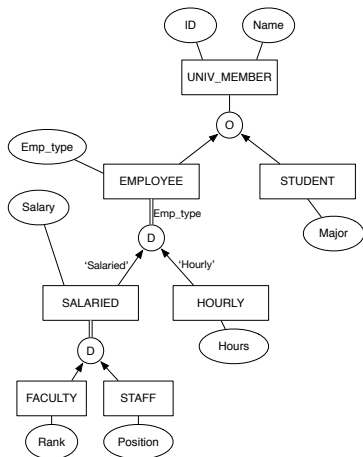 ID
Name
UNIV_MEMBER
O
Emp_type
EMPLOYEE
STUDENT
Salary
Emp_type
Major
D
'Salaried'
'Hourly'
SALARIED
HOURLY
Hours
D
FACULTY
STAFF
Rank
Position